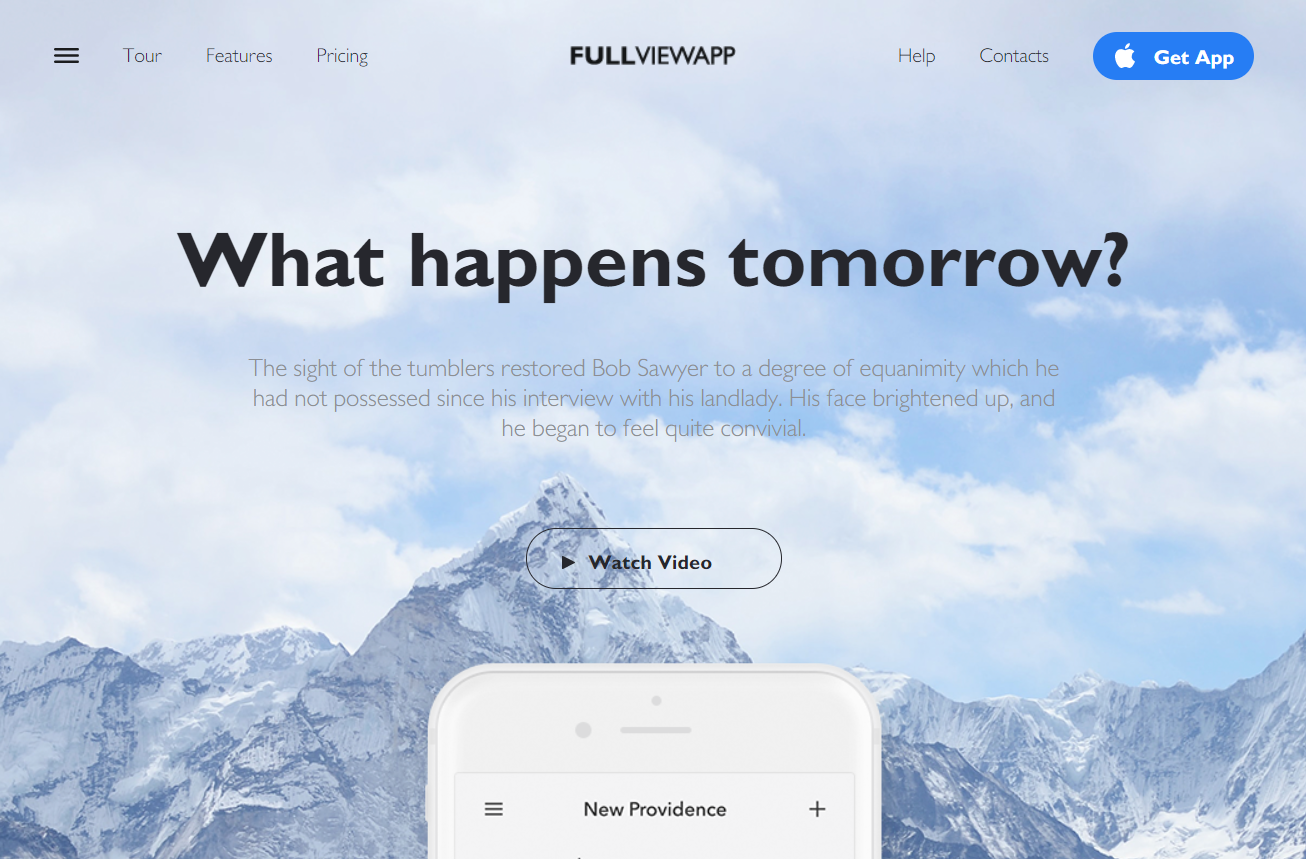 Tour Features Pricing FULLVIEWAPP Help Contacts Get App
What happens tomorrow?
The sight of the tumblers restored Bob Sawyer to a degree of equanimity which he
had not possessed since his interview with his landlady. His face brightened up, and
he began to feel quite convivial.
Watch Video
New Providence